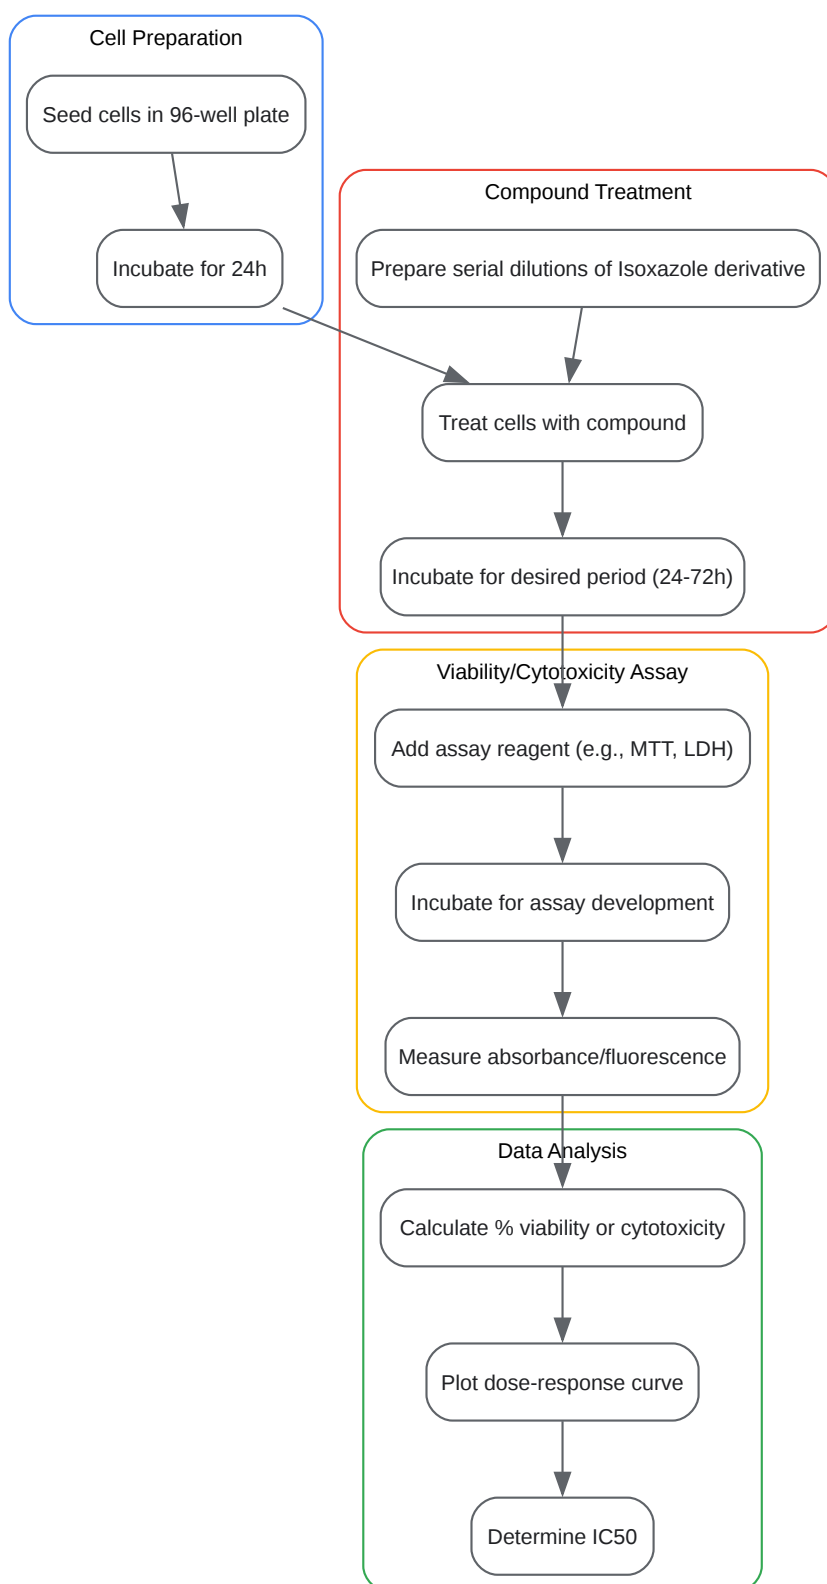 Cell Preparation
Seed cells in 96-well plate
Incubate for 24h
Compound Treatment
Prepare serial dilutions of Isoxazole derivative
Treat cells with compound
Incubate for desired period (24-72h)
Viability/Cytotoxicity Assay
Add assay reagent (e.g., MTT, LDH)
Incubate for assay development
Measure absorbance/fluorescence
Data Analysis
Calculate % viability or cytotoxicity
Plot dose-response curve
Determine IC50